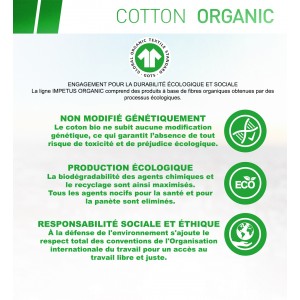 COTTON ORGANIC
GLOBAL ORGANIC TEXTILE STANDARD
GOTS
ENGAGEMENT POUR LA DURABILITÉ ÉCOLOGIQUE ET SOCIALE
La ligne IMPETUS ORGANIC comprend des produits à base de fibres organiques obtenues par des
processus écologiques.
NON MODIFIÉ GÉNÉTIQUEMENT
Le coton bio ne subit aucune modification
génétique, ce qui garantit l'absence de tout
risque de toxicité et de préjudice écologique.
PRODUCTION ÉCOLOGIQUE
La biodégradabilité des agents chimiques et
le recyclage sont ainsi maximisés.
Tous les agents nocifs pour la santé et pour
la panète sont éliminés.
ECO
RESPONSABILITÉ SOCIALE ET ÉTHIQUE
À la défense de l'environnement s'ajoute le
respect total des conventions de l'Organisation
internationale du travail pour un accès au
travail libre et juste.